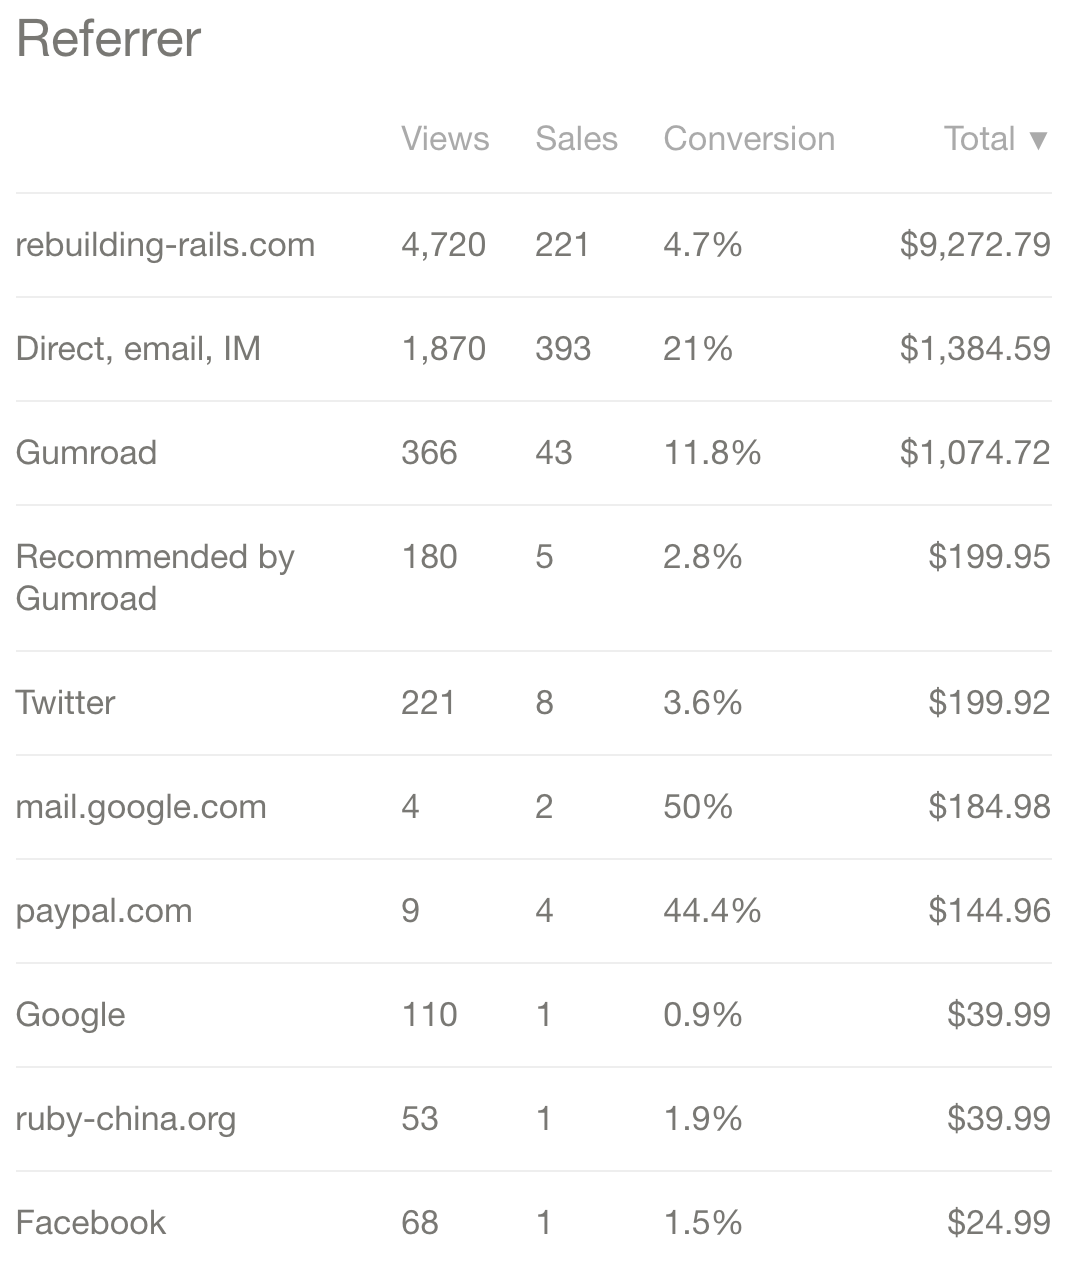 Referrer
Views Sales Conversion Total ▼
rebuilding-rails.com 4,720 221 4.7% $9,272.79
Direct, email, IM 1,870 393 21% $1,384.59
Gumroad 366 43 11.8% $1,074.72
Recommended by 180 5 2.8% $199.95
Gumroad
Twitter 221 8 3.6% $199.92
mail.google.com 4 2 50% $184.98
paypal.com 9 4 44.4% $144.96
Google 110 1 0.9% $39.99
ruby-china.org 53 1 1.9% $39.99
Facebook 68 1 1.5% $24.99